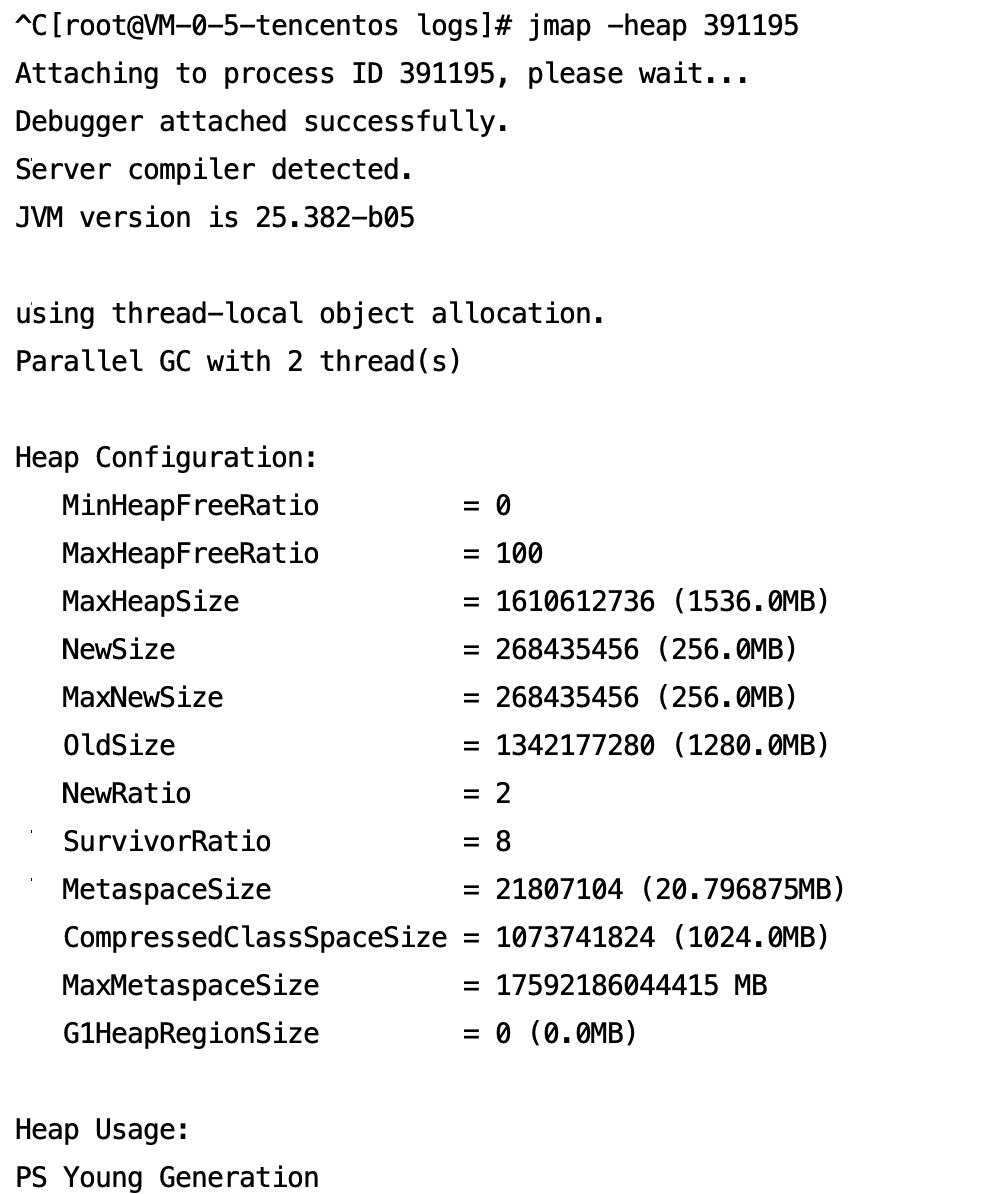 ^C[root@VM-0-5-tencentos logs]# jmap -heap 391195
Attaching to process ID 391195, please wait...
Debugger attached successfully.
Server compiler detected.
JVM version is 25.382-b05
using thread-local object allocation.
Parallel GC with 2 thread(s)
Heap Configuration:
   MinHeapFreeRatio         = 0
   MaxHeapFreeRatio         = 100
   MaxHeapSize              = 1610612736 (1536.0MB)
   NewSize                  = 268435456 (256.0MB)
   MaxNewSize               = 268435456 (256.0MB)
   OldSize                  = 1342177280 (1280.0MB)
   NewRatio                 = 2
   SurvivorRatio            = 8
   MetaspaceSize            = 21807104 (20.796875MB)
   CompressedClassSpaceSize = 1073741824 (1024.0MB)
   MaxMetaspaceSize         = 17592186044415 MB
   G1HeapRegionSize         = 0 (0.0MB)
Heap Usage:
PS Young Generation